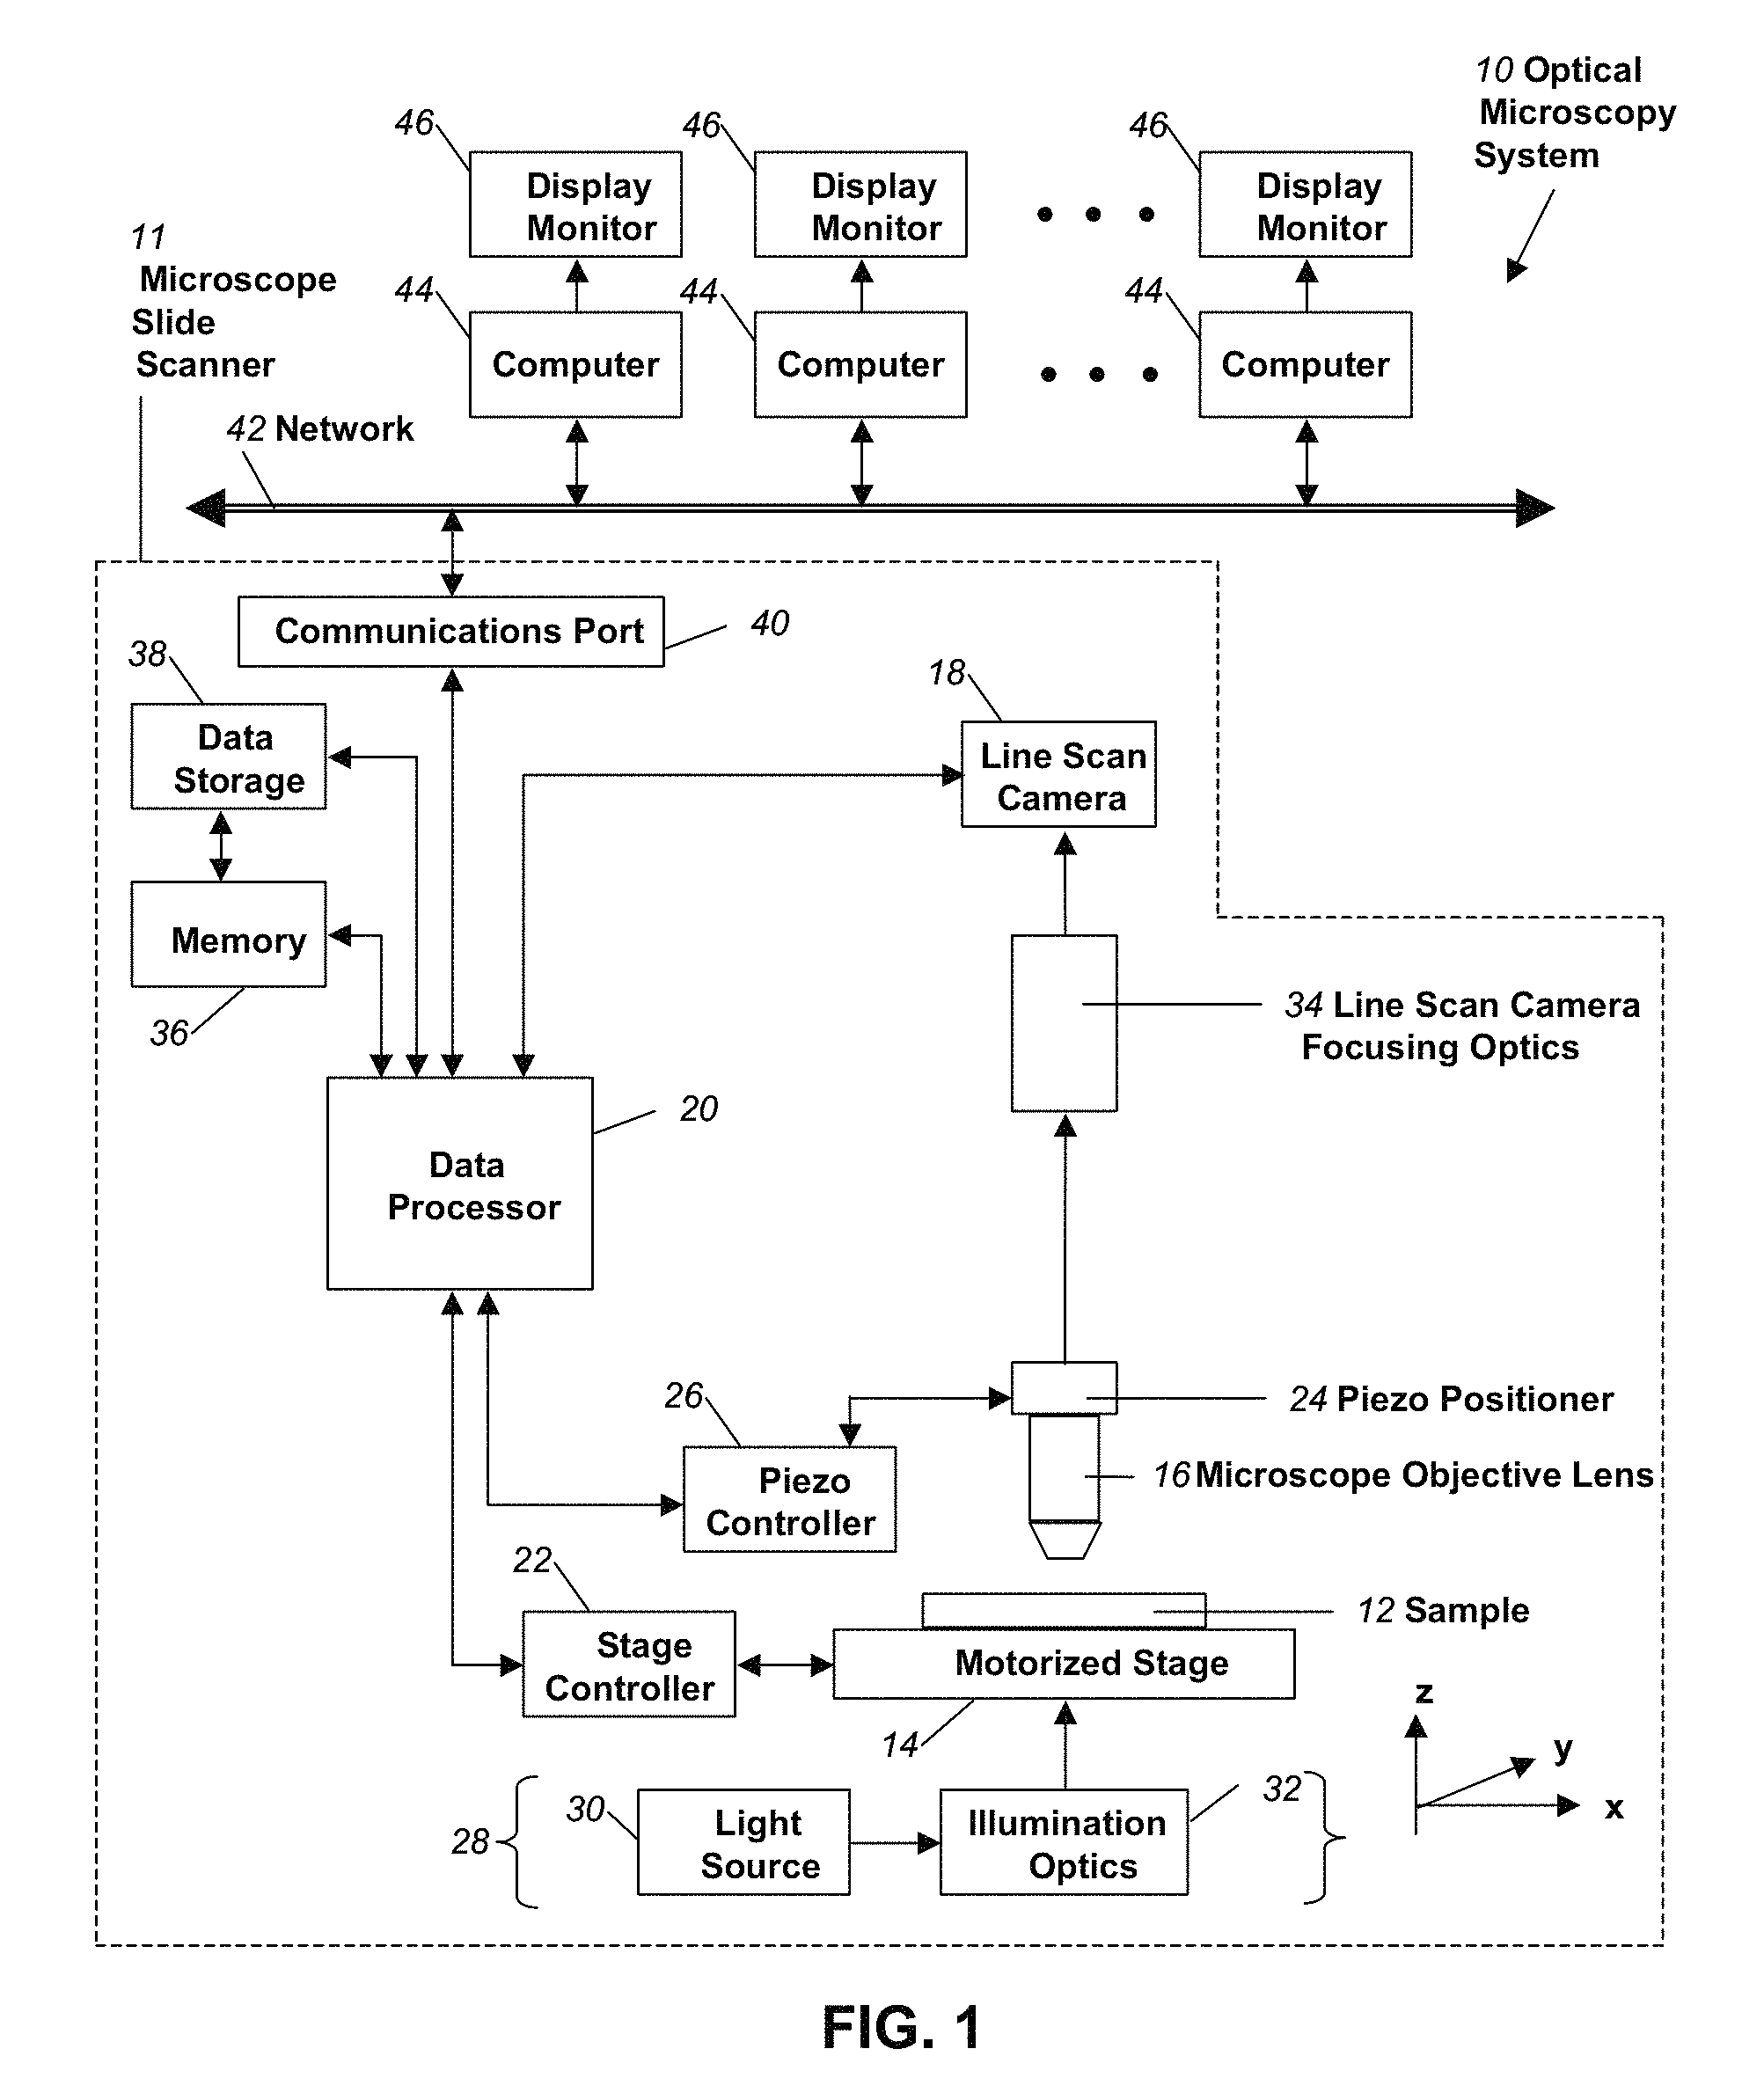 10 Optical
Microscopy
System
46
46
46
Display
Monitor
Display
Monitor
Display
Monitor
11
Microscope
Slide
Scanner
44
44
44
Computer
Computer
Computer
42 Network
Communications Port
40
38
Data
Storage
18
Line Scan
Camera
Memory
36
34 Line Scan Camera
Focusing Optics
20
Data
Processor
26
24 Piezo Positioner
Piezo
Controller
16 Microscope Objective Lens
22
12 Sample
Stage
Controller
Motorized Stage
14
z
y
x
28
30
Light
Source
Illumination
Optics
32
FIG. 1